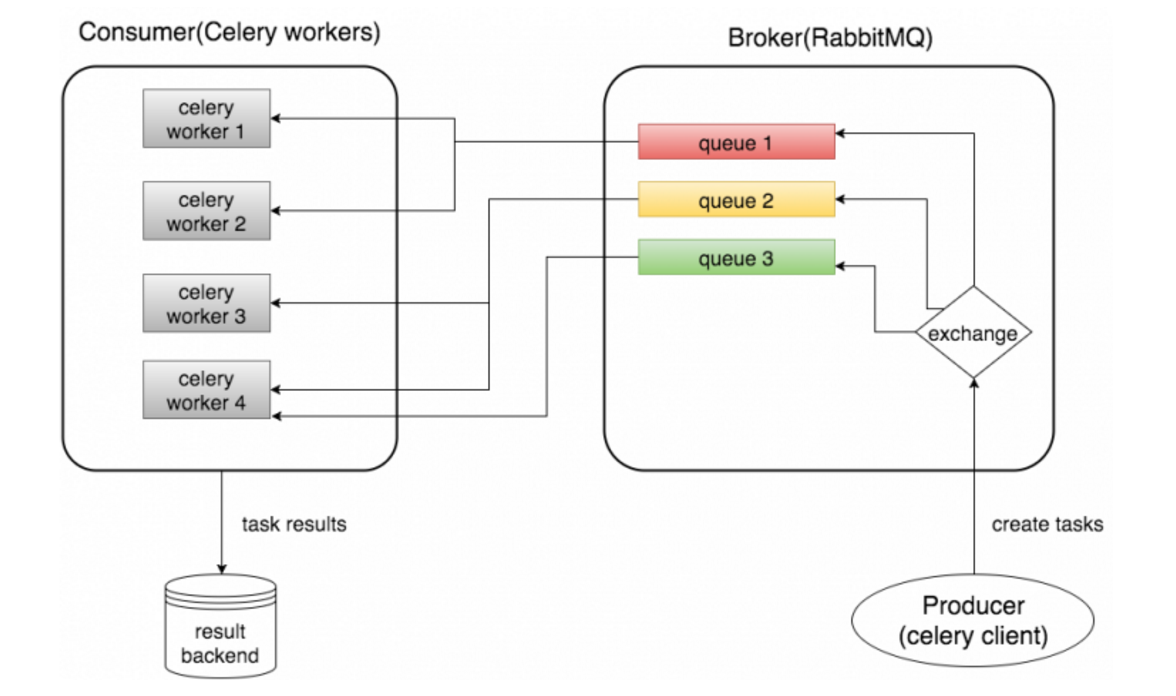 Consumer(Celery workers)
Broker(RabbitMQ)
celery
worker 1
celery
worker 2
celery
worker 3
celery
worker 4
queue 1
queue 2
queue 3
exchange
task results
create tasks
result
backend
Producer
(celery client)